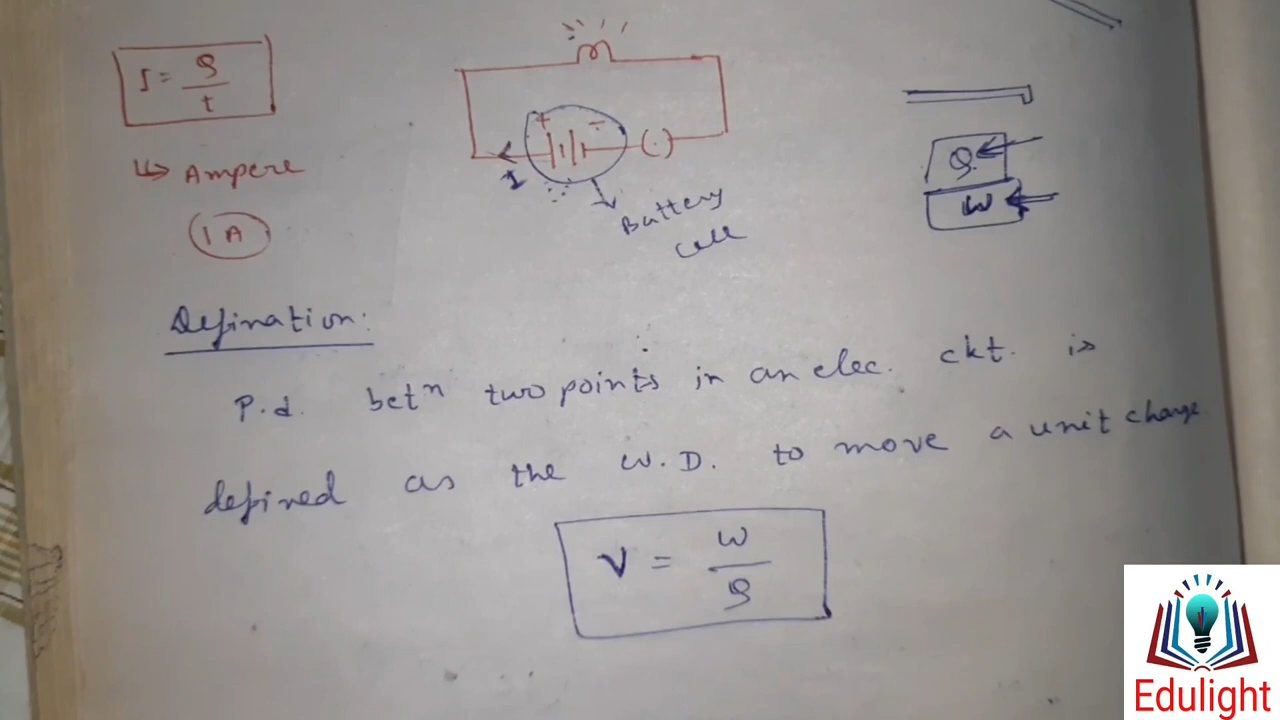 I = Q
t
↳ Ampere
1 A
+ -
I
( . )
Battery
cell
Q
W
Defination:
P.d. betⁿ two points in an elec. ckt. is
defined as the W.D. to move a unit charge.
V = W
Q
Edulight